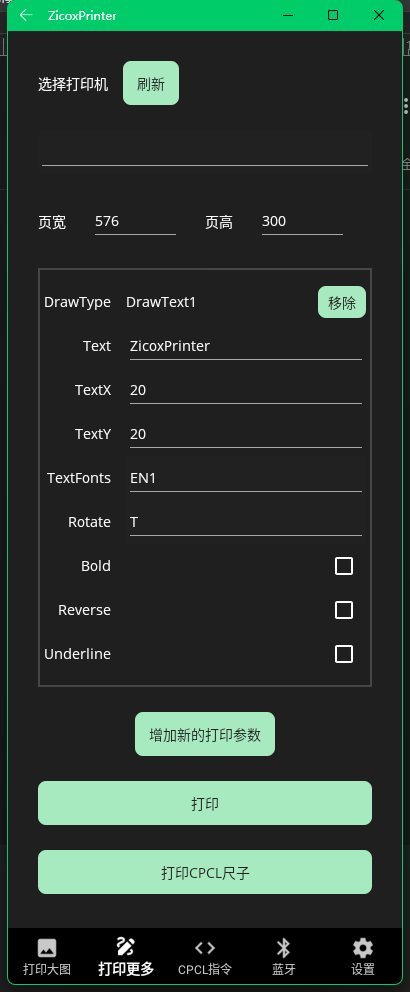 ZicoxPrinter
选择打印机 刷新
页宽 576 页高 300
DrawType DrawText1 移除
Text ZicoxPrinter
TextX 20
TextY 20
TextFonts EN1
Rotate T
Bold
Reverse
Underline
增加新的打印参数
打印
打印CPCL尺子
打印大图 打印更多 CPCL指令 蓝牙 设置